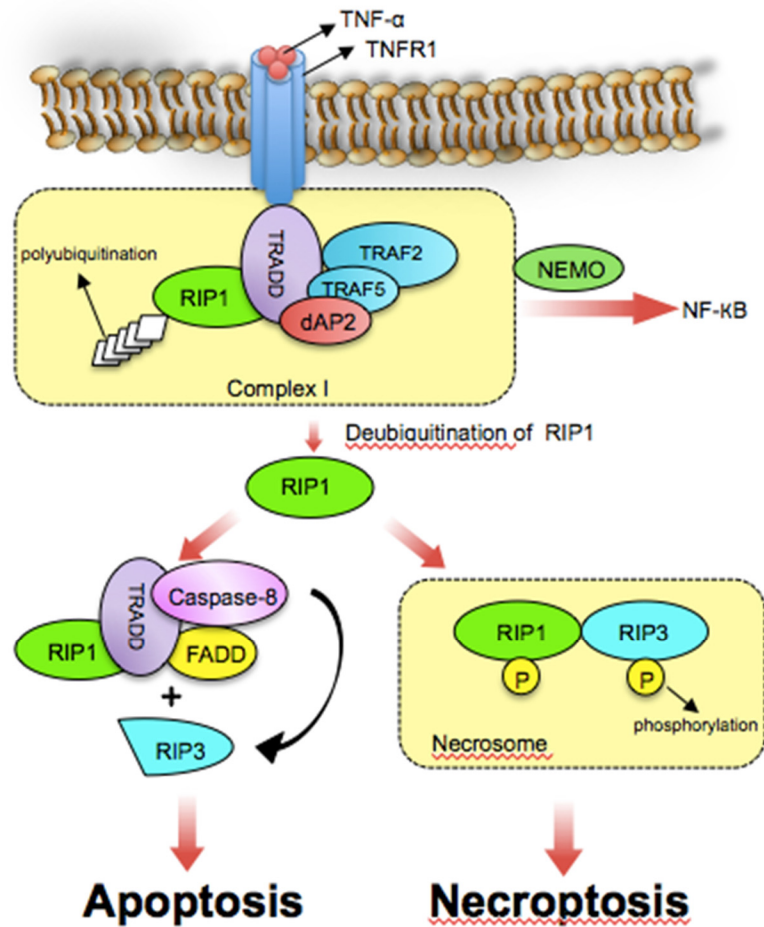 TNF-α
TNFR1
polyubiquitination
TRADD
TRAF2
RIP1
TRAF5
dAP2
Complex I
NEMO
NF-κB
Deubiquitination of RIP1
RIP1
TRADD
Caspase-8
RIP1
FADD
+
RIP3
RIP1
RIP3
P
P
phosphorylation
Necrosome
Apoptosis
Necroptosis